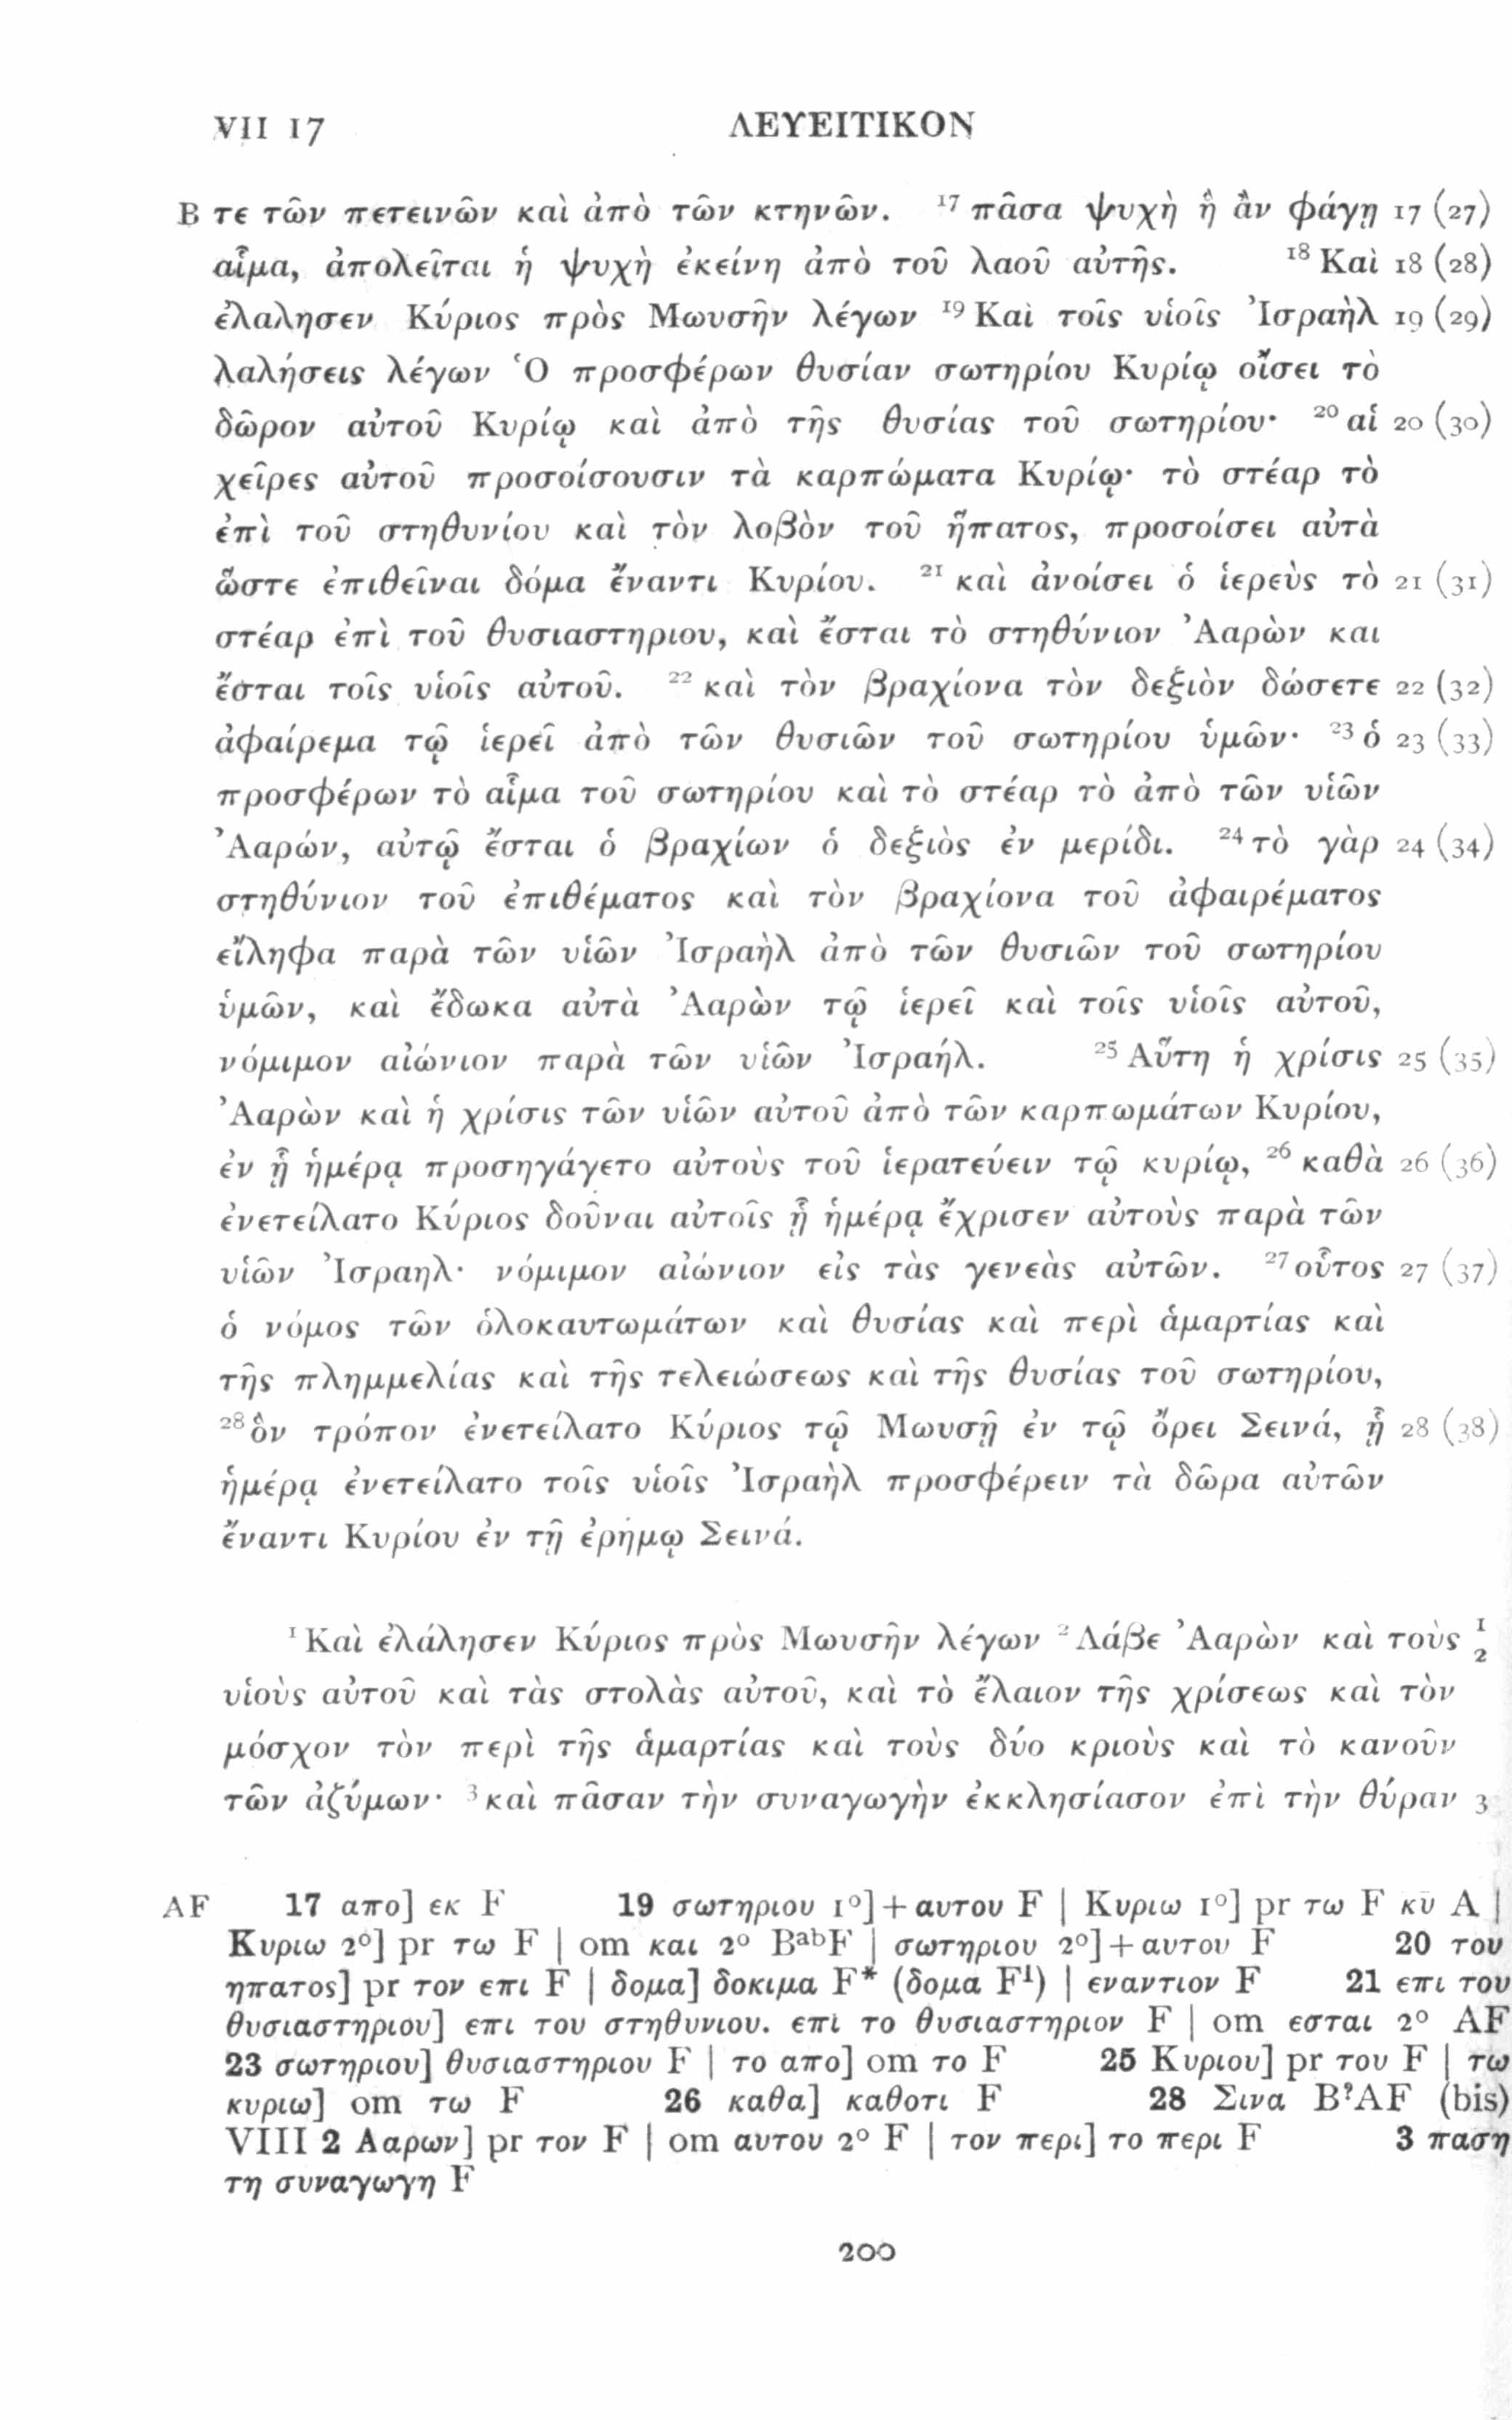 VII 17 ΛΕΥΕΙΤΙΚΟΝ
B τε τῶν πετεινῶν καὶ ἀπὸ τῶν κτηνῶν. ¹⁷ πᾶσα ψυχὴ ἣ ἂν φάγῃ 17 (27)
αἷμα, ἀπολεῖται ἡ ψυχὴ ἐκείνη ἀπὸ τοῦ λαοῦ αὐτῆς. ¹⁸ Καὶ 18 (28)
ἐλάλησεν Κύριος πρὸς Μωυσῆν λέγων ¹⁹ Καὶ τοῖς υἱοῖς Ἰσραὴλ 19 (29)
λαλήσεις λέγων Ὁ προσφέρων θυσίαν σωτηρίου Κυρίῳ οἴσει τὸ
δῶρον αὐτοῦ Κυρίῳ καὶ ἀπὸ τῆς θυσίας τοῦ σωτηρίου· ²⁰ αἱ 20 (30)
χεῖρες αὐτοῦ προσοίσουσιν τὰ καρπώματα Κυρίῳ· τὸ στέαρ τὸ
ἐπὶ τοῦ στηθυνίου καὶ τὸν λοβὸν τοῦ ἥπατος, προσοίσει αὐτὰ
ὥστε ἐπιθεῖναι δόμα ἔναντι Κυρίου. ²¹ καὶ ἀνοίσει ὁ ἱερεὺς τὸ 21 (31)
στέαρ ἐπὶ τοῦ θυσιαστηρίου, καὶ ἔσται τὸ στηθύνιον Ἀαρὼν καὶ
ἔσται τοῖς υἱοῖς αὐτοῦ. ²² καὶ τὸν βραχίονα τὸν δεξιὸν δώσετε 22 (32)
ἀφαίρεμα τῷ ἱερεῖ ἀπὸ τῶν θυσιῶν τοῦ σωτηρίου ὑμῶν· ²³ ὁ 23 (33)
προσφέρων τὸ αἷμα τοῦ σωτηρίου καὶ τὸ στέαρ τὸ ἀπὸ τῶν υἱῶν
Ἀαρών, αὐτῷ ἔσται ὁ βραχίων ὁ δεξιὸς ἐν μερίδι. ²⁴ τὸ γὰρ 24 (34)
στηθύνιον τοῦ ἐπιθέματος καὶ τὸν βραχίονα τοῦ ἀφαιρέματος
εἴληφα παρὰ τῶν υἱῶν Ἰσραὴλ ἀπὸ τῶν θυσιῶν τοῦ σωτηρίου
ὑμῶν, καὶ ἔδωκα αὐτὰ Ἀαρὼν τῷ ἱερεῖ καὶ τοῖς υἱοῖς αὐτοῦ,
νόμιμον αἰώνιον παρὰ τῶν υἱῶν Ἰσραήλ. ²⁵ Αὕτη ἡ χρίσις 25 (35)
Ἀαρὼν καὶ ἡ χρίσις τῶν υἱῶν αὐτοῦ ἀπὸ τῶν καρπωμάτων Κυρίου,
ἐν ᾗ ἡμέρᾳ προσηγάγετο αὐτοὺς τοῦ ἱερατεύειν τῷ κυρίῳ, ²⁶ καθὰ 26 (36)
ἐνετείλατο Κύριος δοῦναι αὐτοῖς ᾗ ἡμέρᾳ ἔχρισεν αὐτοὺς παρὰ τῶν
υἱῶν Ἰσραηλ· νόμιμον αἰώνιον εἰς τὰς γενεὰς αὐτῶν. ²⁷ οὗτος 27 (37)
ὁ νόμος τῶν ὁλοκαυτωμάτων καὶ θυσίας καὶ περὶ ἁμαρτίας καὶ
τῆς πλημμελίας καὶ τῆς τελειώσεως καὶ τῆς θυσίας τοῦ σωτηρίου,
²⁸ ὃν τρόπον ἐνετείλατο Κύριος τῷ Μωυσῇ ἐν τῷ ὄρει Σεινά, ᾗ 28 (38)
ἡμέρᾳ ἐνετείλατο τοῖς υἱοῖς Ἰσραὴλ προσφέρειν τὰ δῶρα αὐτῶν
ἔναντι Κυρίου ἐν τῇ ἐρήμῳ Σεινά.
¹ Καὶ ἐλάλησεν Κύριος πρὸς Μωυσῆν λέγων ² Λάβε Ἀαρὼν καὶ τοὺς 1 2
υἱοὺς αὐτοῦ καὶ τὰς στολὰς αὐτοῦ, καὶ τὸ ἔλαιον τῆς χρίσεως καὶ τὸν
μόσχον τὸν περὶ τῆς ἁμαρτίας καὶ τοὺς δύο κριοὺς καὶ τὸ κανοῦν
τῶν ἀζύμων· ³ καὶ πᾶσαν τὴν συναγωγὴν ἐκκλησίασον ἐπὶ τὴν θύραν 3
AF 17 απο] εκ F 19 σωτηριου 1°] + αυτου F | Κυριω 1°] pr τω F κ̅υ̅ A |
Κυριω 2°] pr τω F | om και 2° BᵃᵇF | σωτηριου 2°] + αυτου F 20 του
ηπατος] pr τον επι F | δομα] δοκιμα F* (δομα F¹) | εναντιον F 21 επι του
θυσιαστηριου] επι του στηθυνιου. επι το θυσιαστηριον F | om εσται 2° AF
23 σωτηριου] θυσιαστηριου F | το απο] om το F 25 Κυριου] pr του F | τω
κυριω] om τω F 26 καθα] καθοτι F 28 Σινα BˀAF (bis)
VIII 2 Ααρων] pr τον F | om αυτου 2° F | τον περι] το περι F 3 παση
τη συναγωγη F
200